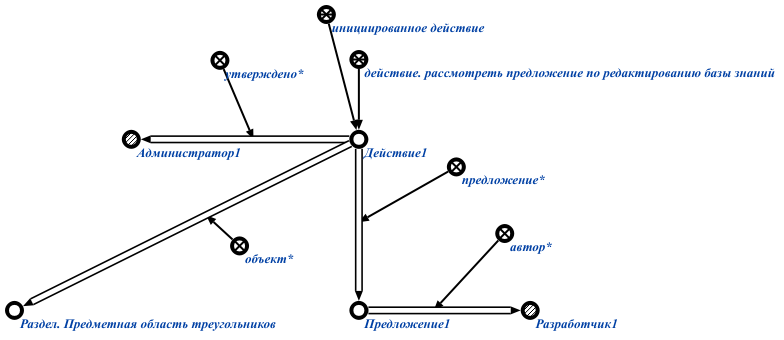 инициированное действие
утверждено*
действие. рассмотреть предложение по редактированию базы знаний
Администратор1
Действие1
предложение*
объект*
автор*
Раздел. Предметная область треугольников
Предложение1
Разработчик1